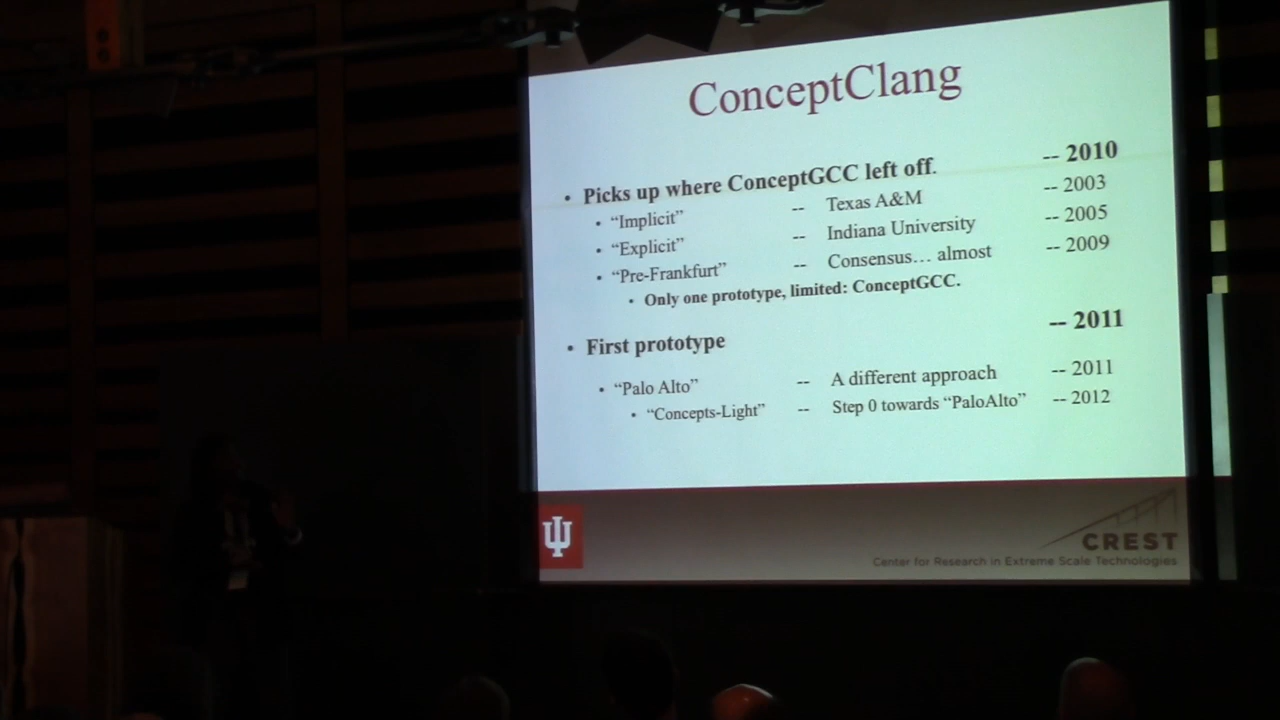 ConceptClang
• Picks up where ConceptGCC left off. -- 2010
• “Implicit” -- Texas A&M -- 2003
• “Explicit” -- Indiana University -- 2005
• “Pre-Frankfurt” -- Consensus… almost -- 2009
• Only one prototype, limited: ConceptGCC.
• First prototype -- 2011
• “Palo Alto” -- A different approach -- 2011
• “Concepts-Light” -- Step 0 towards “PaloAlto” -- 2012
CREST
Center for Research in Extreme Scale Technologies